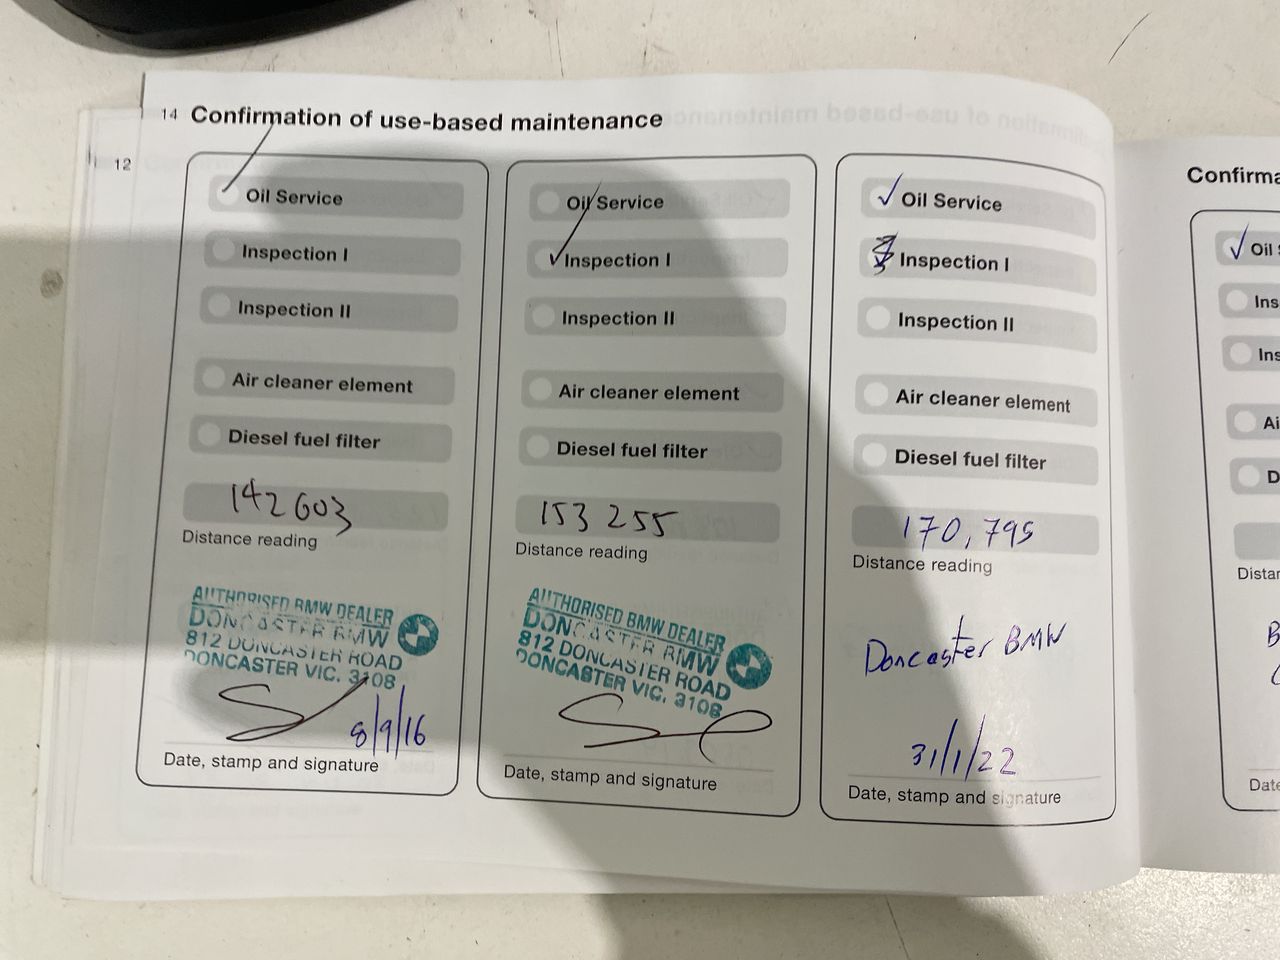 14 Confirmation of use-based maintenance
12
Oil Service
Inspection I
Inspection II
Air cleaner element
Diesel fuel filter
142 603
Distance reading
AUTHORISED BMW DEALER
DONCASTER BMW
812 DONCASTER ROAD
DONCASTER VIC. 3108
8/9/16
Date, stamp and signature
Oil Service
Inspection I
Inspection II
Air cleaner element
Diesel fuel filter
153 255
Distance reading
AUTHORISED BMW DEALER
DONCASTER BMW
812 DONCASTER ROAD
DONCASTER VIC. 3108
Date, stamp and signature
Oil Service
Inspection I
Inspection II
Air cleaner element
Diesel fuel filter
170,795
Distance reading
Doncaster BMW
31/1/22
Date, stamp and signature
Confirma
Oil
Ins
Ins
Ai
D
Distar
B
Date